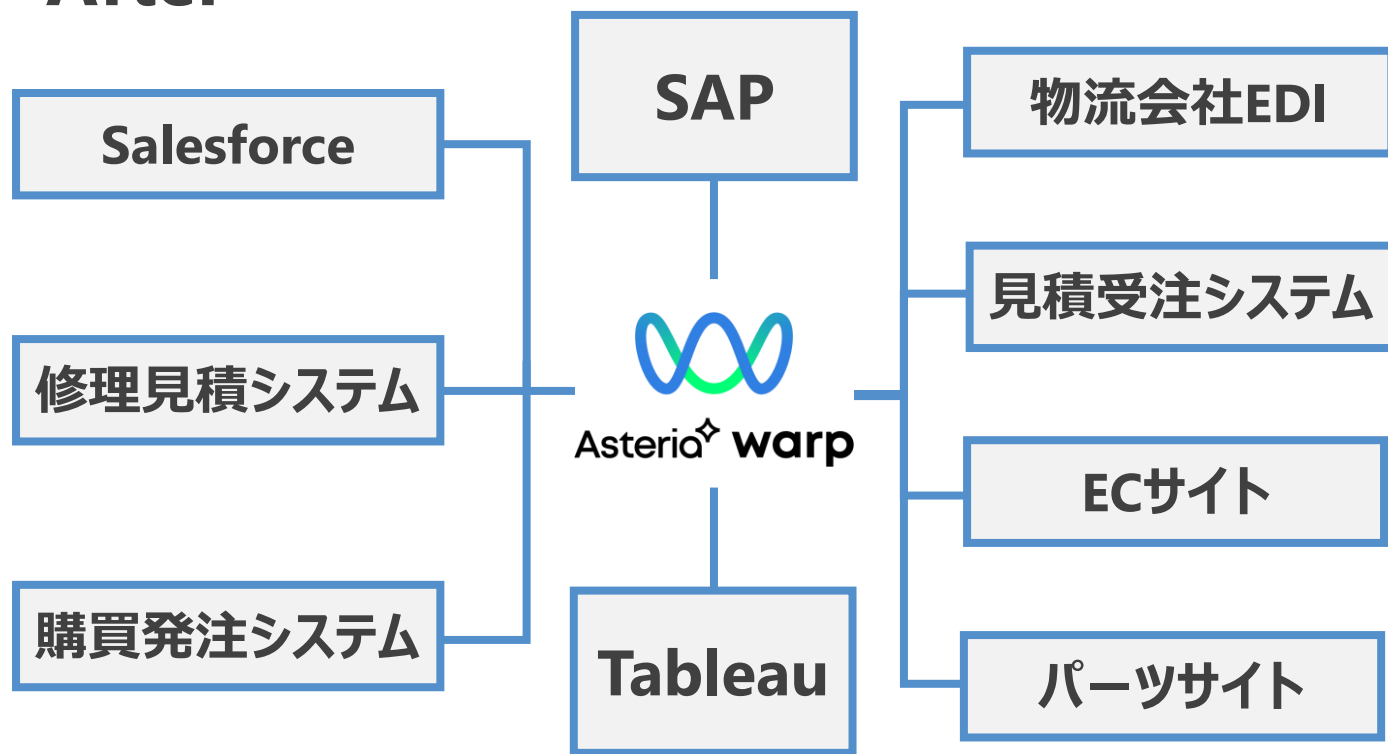 After
SAP
Salesforce
物流会社EDI
見積受注システム
修理見積システム
Asteria warp
ECサイト
購買発注システム
Tableau
パーツサイト